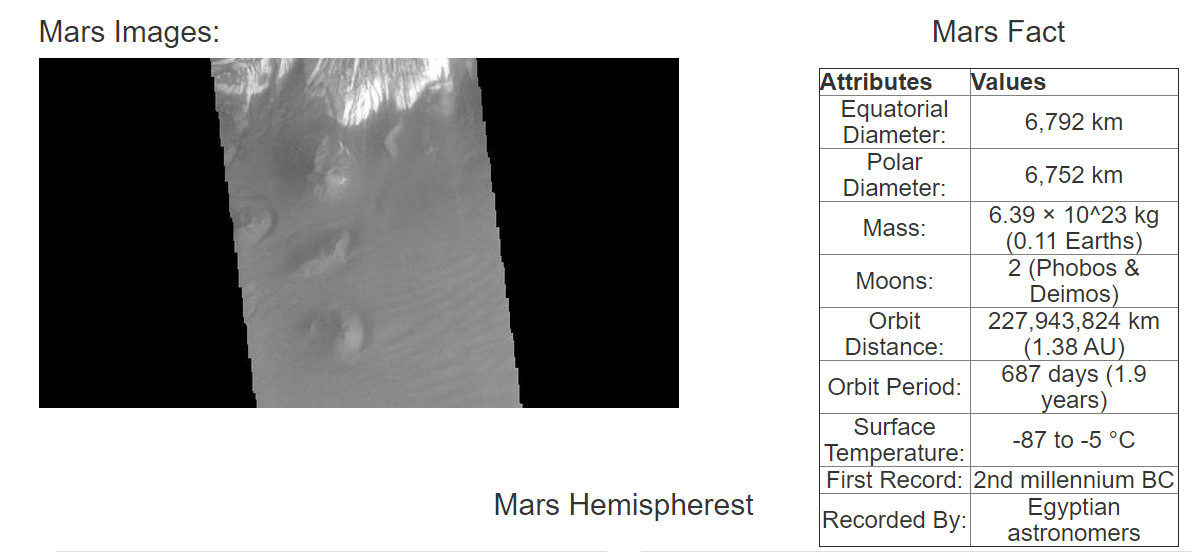 Mars Images:
Mars Fact
Attributes Values
Equatorial
Diameter:
6,792 km
Polar
Diameter:
6,752 km
Mass:
6.39 × 10^23 kg
(0.11 Earths)
Moons:
2 (Phobos &
Deimos)
Orbit
Distance:
227,943,824 km
(1.38 AU)
Orbit Period:
687 days (1.9
years)
Surface
Temperature:
-87 to -5 °C
First Record: 2nd millennium BC
Recorded By:
Egyptian
astronomers
Mars Hemispherest